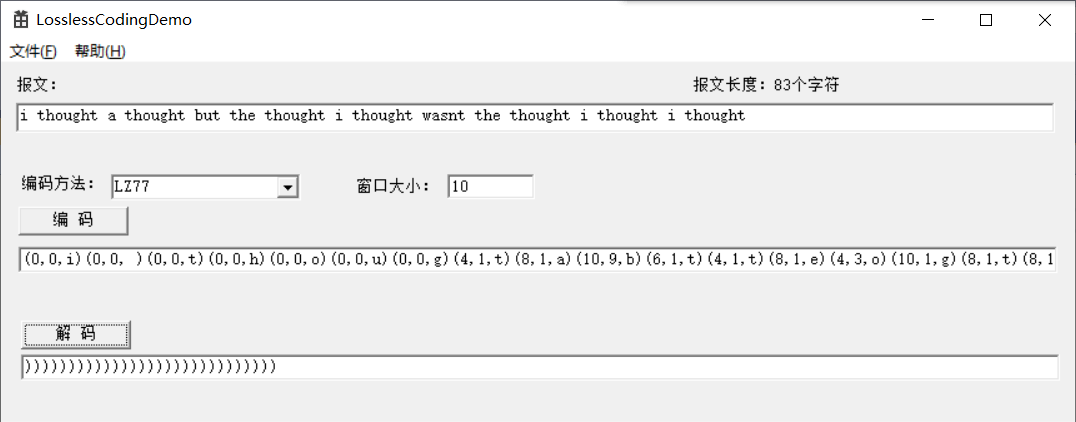 LosslessCodingDemo
文件(F) 帮助(H)
报文： 报文长度：83个字符
i thought a thought but the thought i thought wasnt the thought i thought i thought
编码方法： LZ77 窗口大小： 10
编 码
(0,0,i)(0,0, )(0,0,t)(0,0,h)(0,0,o)(0,0,u)(0,0,g)(4,1,t)(8,1,a)(10,9,b)(6,1,t)(4,1,t)(8,1,e)(4,3,o)(10,1,g)(8,1,t)(8,1
解 码
)))))))))))))))))))))))))))))